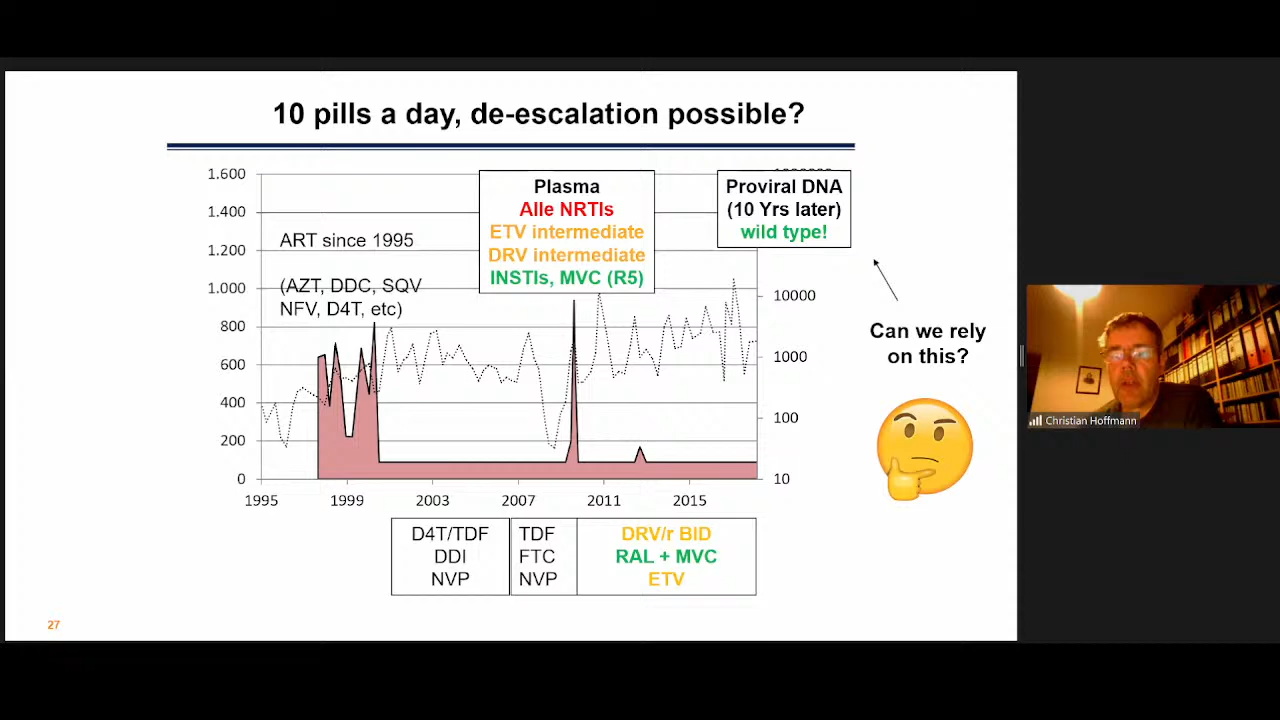 10 pills a day, de-escalation possible?
1.600
1.400
1.200
1.000
800
600
400
200
0
ART since 1995
(AZT, DDC, SQV
NFV, D4T, etc)
Plasma
Alle NRTIs
ETV intermediate
DRV intermediate
INSTIs, MVC (R5)
Proviral DNA
(10 Yrs later)
wild type!
10000
1000
100
10
Can we rely
on this?
1995
1999
2003
2007
2011
2015
D4T/TDF
DDI
NVP
TDF
FTC
NVP
DRV/r BID
RAL + MVC
ETV
27
Christian Hoffmann